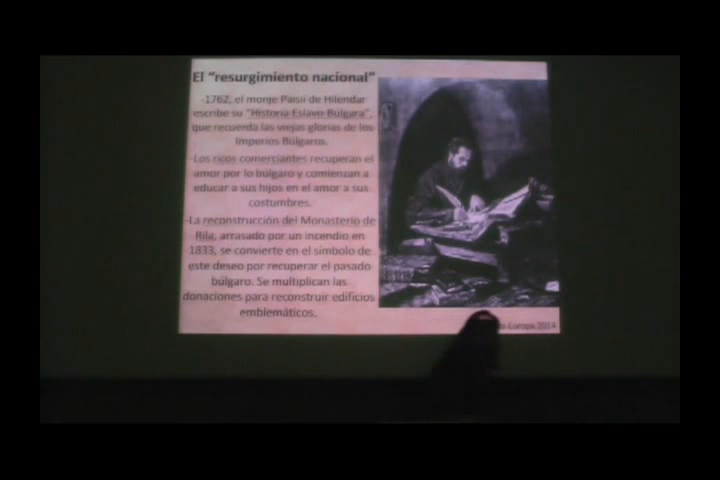 El “resurgimiento nacional”
-1762, el monje Paisii de Hilendar
escribe su “Historia Eslavo-Búlgara”,
que recuerda las viejas glorias de los
Imperios Búlgaros.
-Los ricos comerciantes recuperan el
amor por lo búlgaro y comienzan a
educar a sus hijos en el amor a sus
costumbres.
-La reconstrucción del Monasterio de
Rila, arrasado por un incendio en
1833, se convierte en el símbolo de
este deseo por recuperar el pasado
búlgaro. Se multiplican las
donaciones para reconstruir edificios
emblemáticos.
Europa 2014